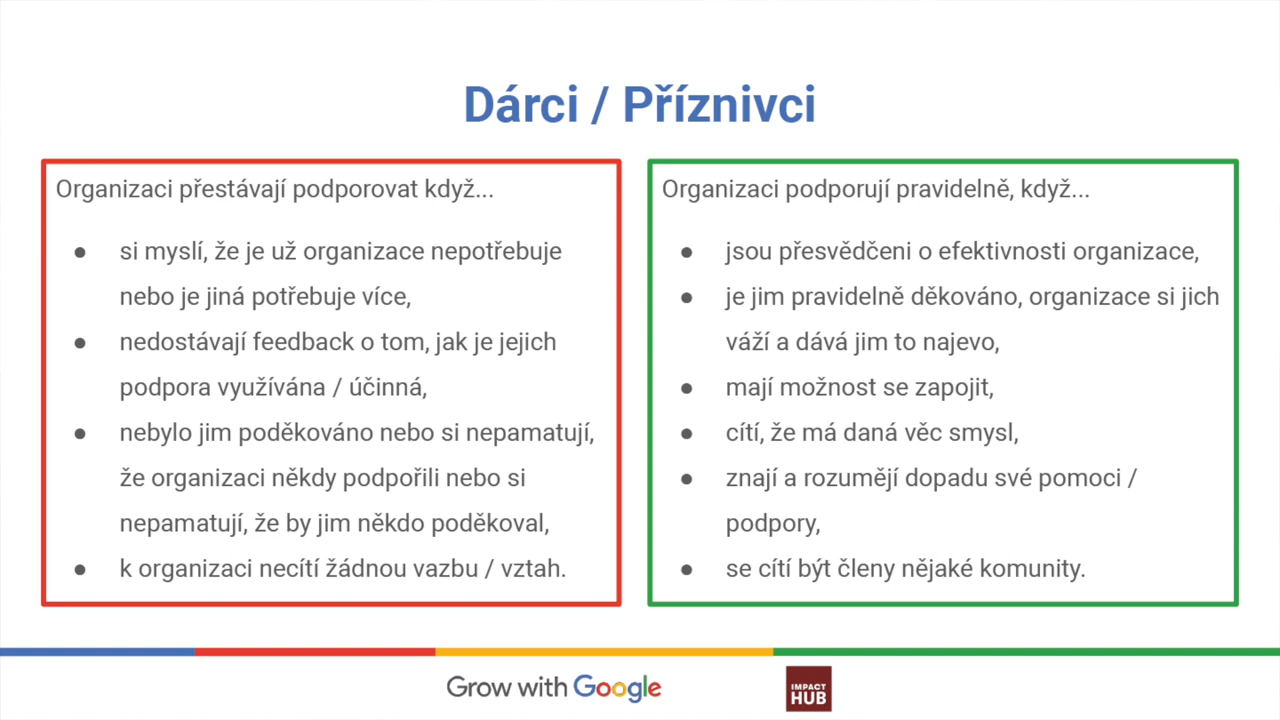 Dárci / Příznivci
Organizaci přestávají podporovat když...
● si myslí, že je už organizace nepotřebuje
nebo je jiná potřebuje více,
● nedostávají feedback o tom, jak je jejich
podpora využívána / účinná,
● nebylo jim poděkováno nebo si nepamatují,
že organizaci někdy podpořili nebo si
nepamatují, že by jim někdo poděkoval,
● k organizaci necítí žádnou vazbu / vztah.
Organizaci podporují pravidelně, když...
● jsou přesvědčeni o efektivnosti organizace,
● je jim pravidelně děkováno, organizace si jich
váží a dává jim to najevo,
● mají možnost se zapojit,
● cítí, že má daná věc smysl,
● znají a rozumějí dopadu své pomoci /
podpory,
● se cítí být členy nějaké komunity.
Grow with Google
IMPACT
HUB